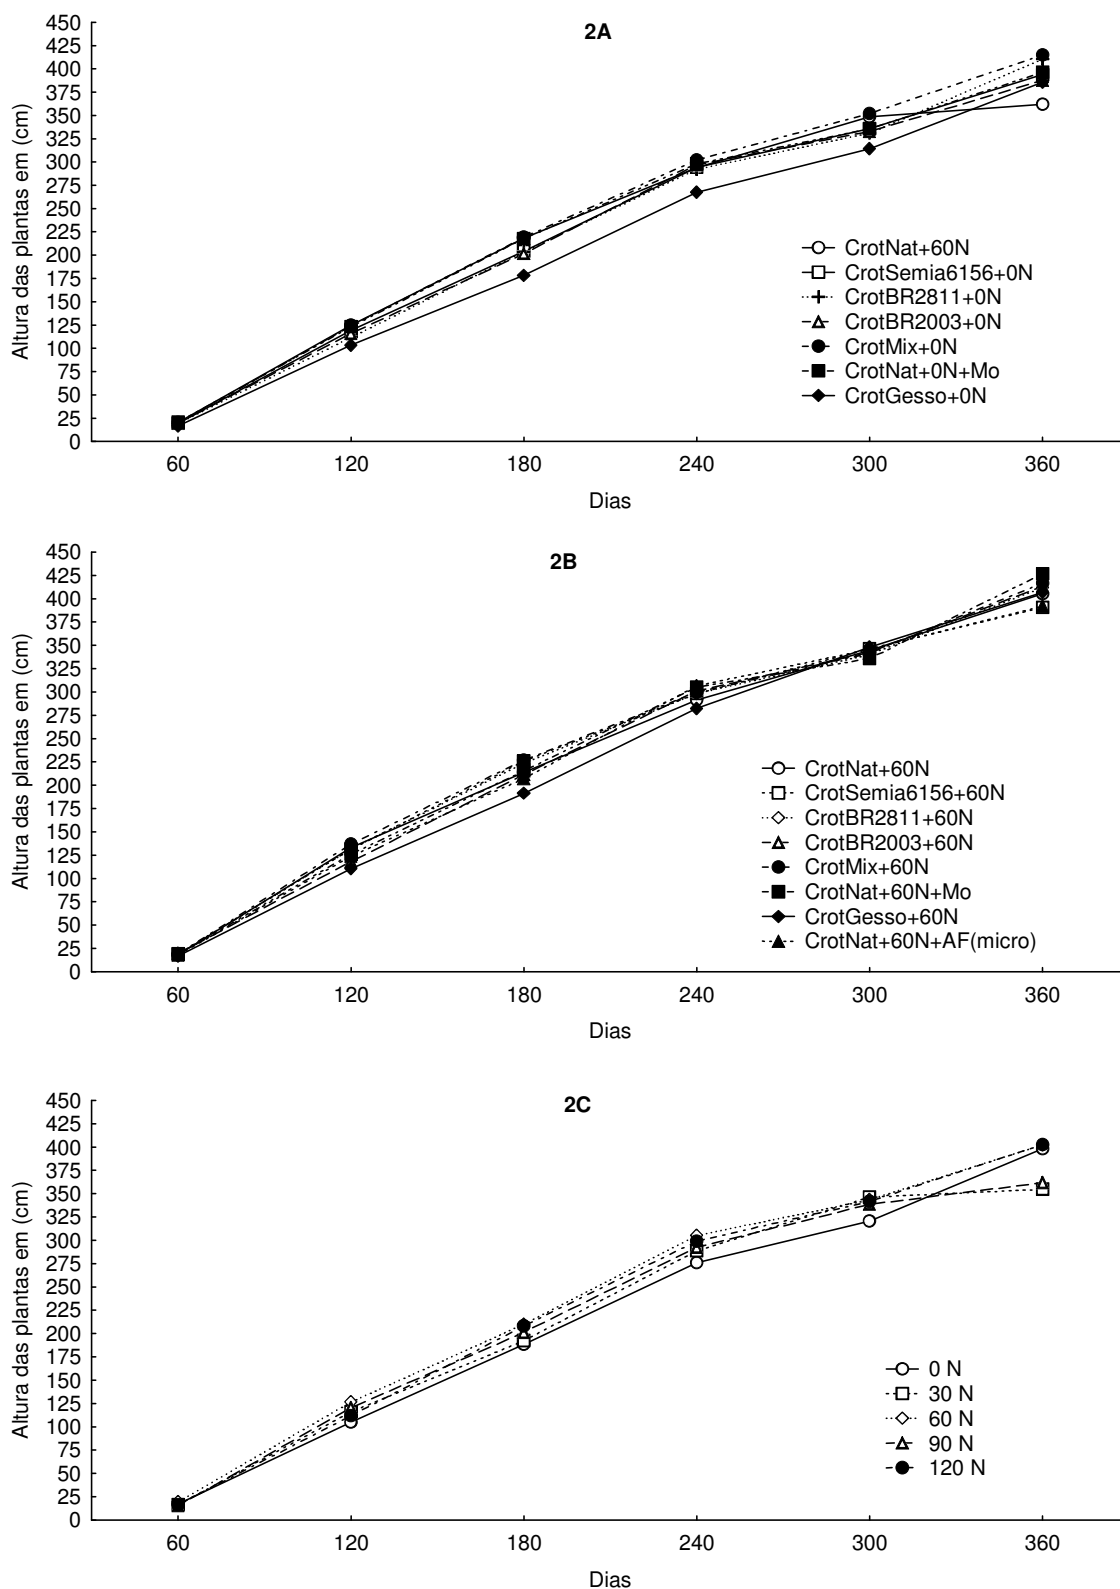 2A
Altura das plantas em (cm)
450
425
400
375
350
325
300
275
250
225
200
175
150
125
100
75
50
25
0
CrotNat+60N
CrotSemia6156+0N
CrotBR2811+0N
CrotBR2003+0N
CrotMix+0N
CrotNat+0N+Mo
CrotGesso+0N
60 120 180 240 300 360
Dias
2B
Altura das plantas em (cm)
450
425
400
375
350
325
300
275
250
225
200
175
150
125
100
75
50
25
0
CrotNat+60N
CrotSemia6156+60N
CrotBR2811+60N
CrotBR2003+60N
CrotMix+60N
CrotNat+60N+Mo
CrotGesso+60N
CrotNat+60N+AF(micro)
60 120 180 240 300 360
Dias
2C
Altura das plantas em (cm)
450
425
400
375
350
325
300
275
250
225
200
175
150
125
100
75
50
25
0
0 N
30 N
60 N
90 N
120 N
60 120 180 240 300 360
Dias